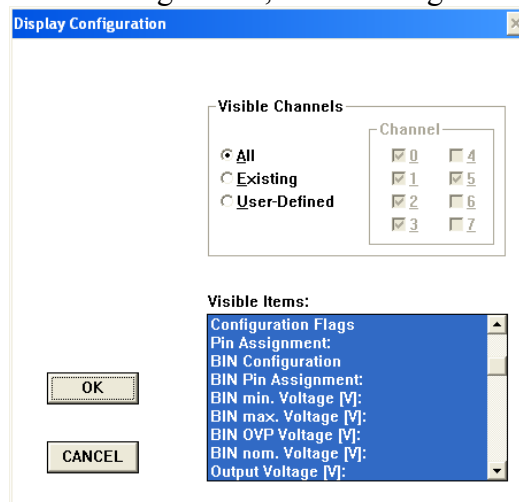 Display Configuration
Visible Channels
Channel
All
Existing
User-Defined
0
4
1
5
2
6
3
7
Visible Items:
Configuration Flags
Pin Assignment:
BIN Configuration
BIN Pin Assignment:
BIN min. Voltage [V]:
BIN max. Voltage [V]:
BIN OVP Voltage [V]:
BIN nom. Voltage [V]:
Output Voltage [V]:
OK
CANCEL